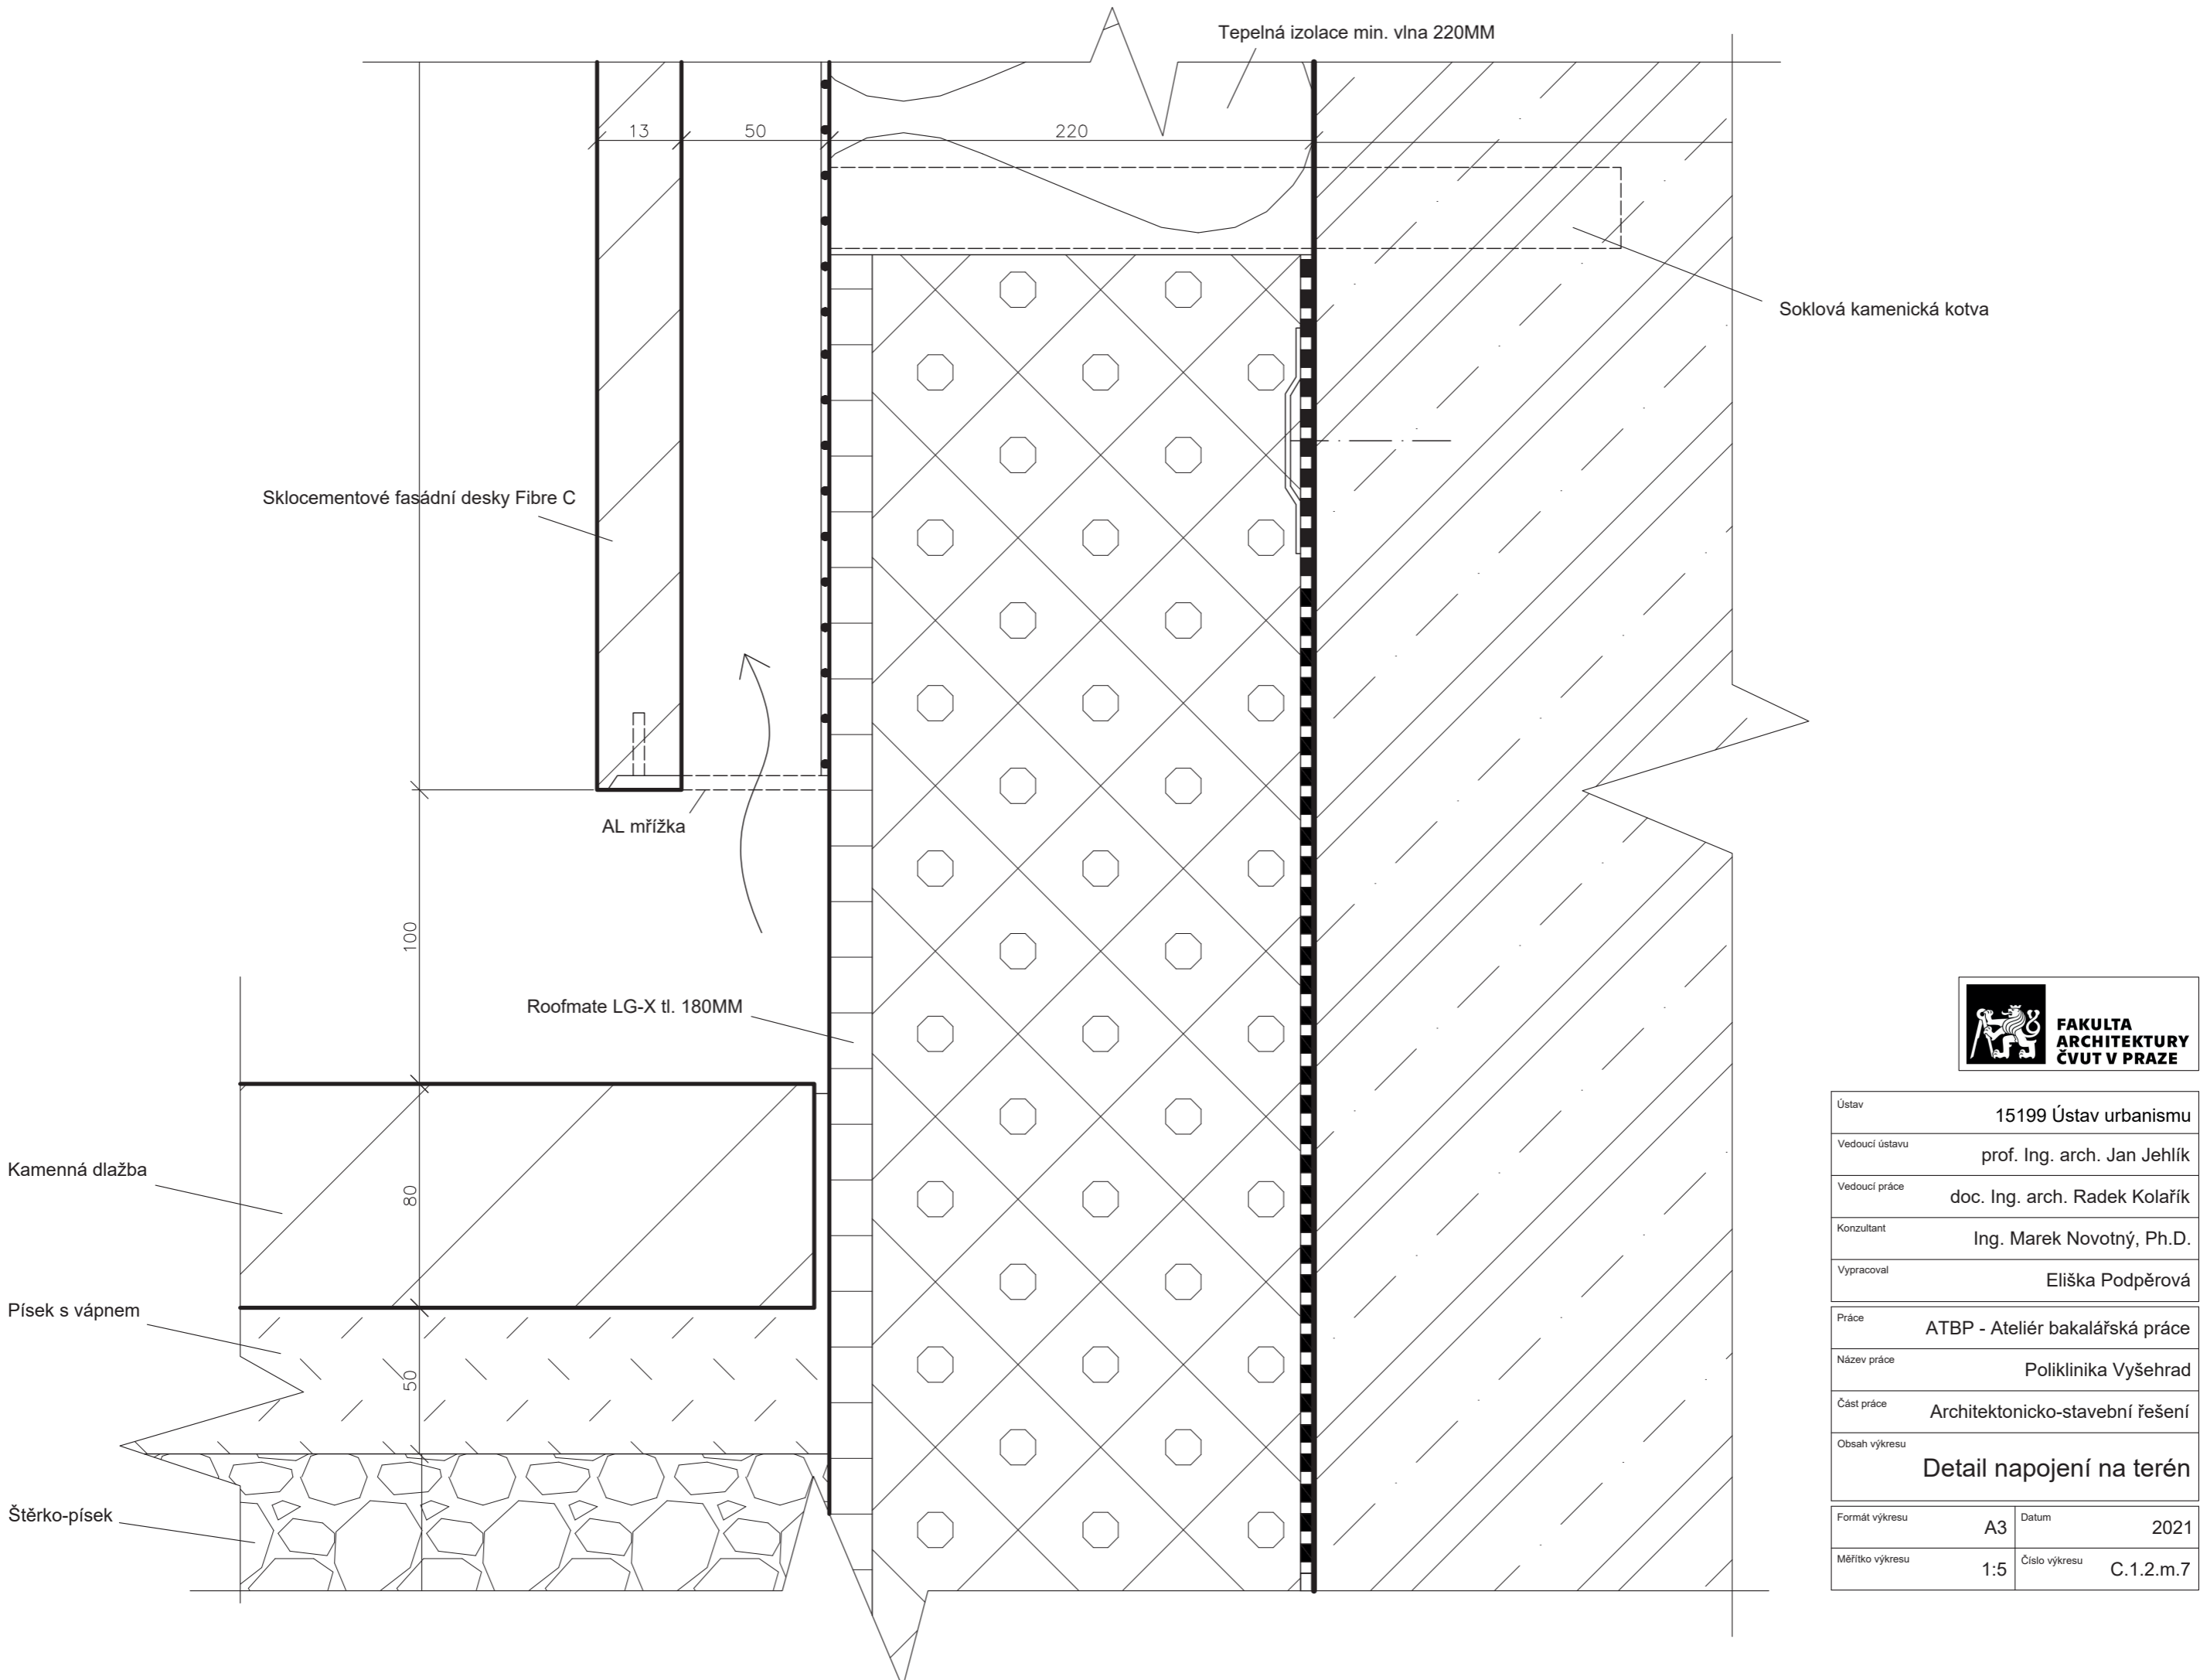 Tepelná izolace min. vlna 220MM
13
50
220
Soklová kamenická kotva
Sklocementové fasádní desky Fibre C
AL mřížka
100
Roofmate LG-X tl. 180MM
Kamenná dlažba
80
Písek s vápnem
50
Štěrko-písek
FAKULTA
ARCHITEKTURY
ČVUT V PRAZE
Ústav
15199 Ústav urbanismu
Vedoucí ústavu
prof. Ing. arch. Jan Jehlík
Vedoucí práce
doc. Ing. arch. Radek Kolařík
Konzultant
Ing. Marek Novotný, Ph.D.
Vypracoval
Eliška Podpěrová
Práce
ATBP - Ateliér bakalářská práce
Název práce
Poliklinika Vyšehrad
Část práce
Architektonicko-stavební řešení
Obsah výkresu
Detail napojení na terén
Formát výkresu
A3
Datum
2021
Měřítko výkresu
1:5
Číslo výkresu
C.1.2.m.7